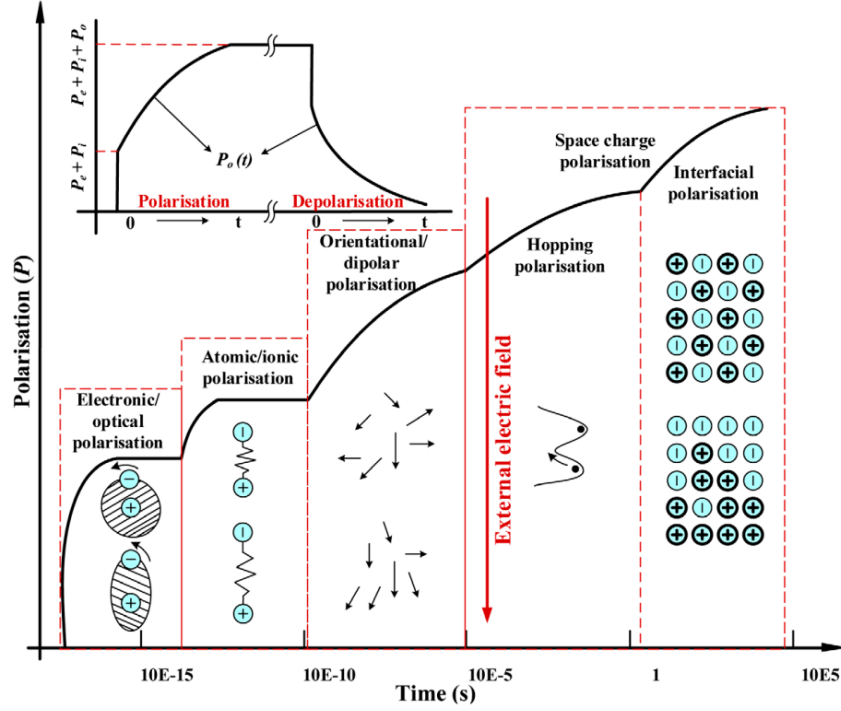 P_e + P_i + P_o
P_e + P_i
P_o (t)
Polarisation
Depolarisation
0
t
0
t
Polarisation (P)
Space charge
polarisation
Interfacial
polarisation
Orientational/
dipolar
polarisation
Hopping
polarisation
Atomic/ionic
polarisation
Electronic/
optical
polarisation
External electric field
10E-15
10E-10
10E-5
1
10E5
Time (s)